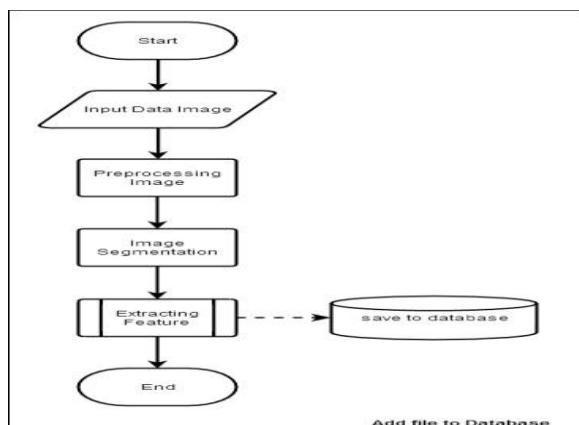 Start
Input Data Image
Preprocessing
Image
Image
Segmentation
Extracting
Feature
save to database
End
Add file to Database